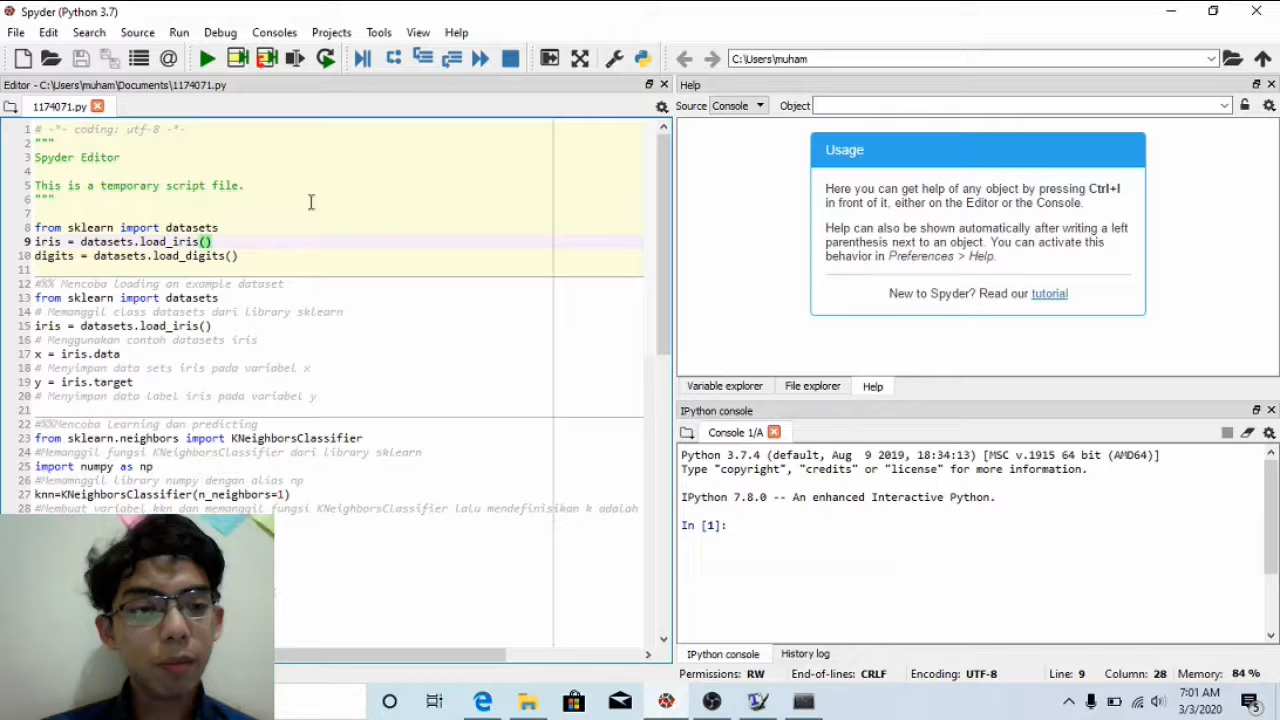 Spyder (Python 3.7)
File Edit Search Source Run Debug Consoles Projects Tools View Help
C:\Users\muham
Editor - C:\Users\muham\Documents\1174071.py
1174071.py
1 # -*- coding: utf-8 -*-
2 """
3 Spyder Editor
4
5 This is a temporary script file.
6 """
7
8 from sklearn import datasets
9 iris = datasets.load_iris()
10 digits = datasets.load_digits()
11
12 #%% Mencoba loading an example dataset
13 from sklearn import datasets
14 # Memanggil class datasets dari library sklearn
15 iris = datasets.load_iris()
16 # Menggunakan contoh datasets iris
17 x = iris.data
18 # Menyimpan data sets iris pada variabel x
19 y = iris.target
20 # Menyimpan data label iris pada variabel y
21
22 #%%Mencoba Learning dan predicting
23 from sklearn.neighbors import KNeighborsClassifier
24 #Memanggil fungsi KNeighborsClassifier dari library sklearn
25 import numpy as np
26 #Memamnggil library numpy dengan alias np
27 knn=KNeighborsClassifier(n_neighbors=1)
28 #Membuat variabel kkn dan memanggil fungsi KNeighborsClassifier lalu mendefinisikan k adalah
Help
Source Console Object
Usage
Here you can get help of any object by pressing Ctrl+I
in front of it, either on the Editor or the Console.
Help can also be shown automatically after writing a left
parenthesis next to an object. You can activate this
behavior in Preferences > Help.
New to Spyder? Read our tutorial
Variable explorer File explorer Help
IPython console
Console 1/A
Python 3.7.4 (default, Aug 9 2019, 18:34:13) [MSC v.1915 64 bit (AMD64)]
Type "copyright", "credits" or "license" for more information.
IPython 7.8.0 -- An enhanced Interactive Python.
In [1]:
IPython console History log
Permissions: RW End-of-lines: CRLF Encoding: UTF-8 Line: 9 Column: 28 Memory: 84 %
7:01 AM
3/3/2020
5